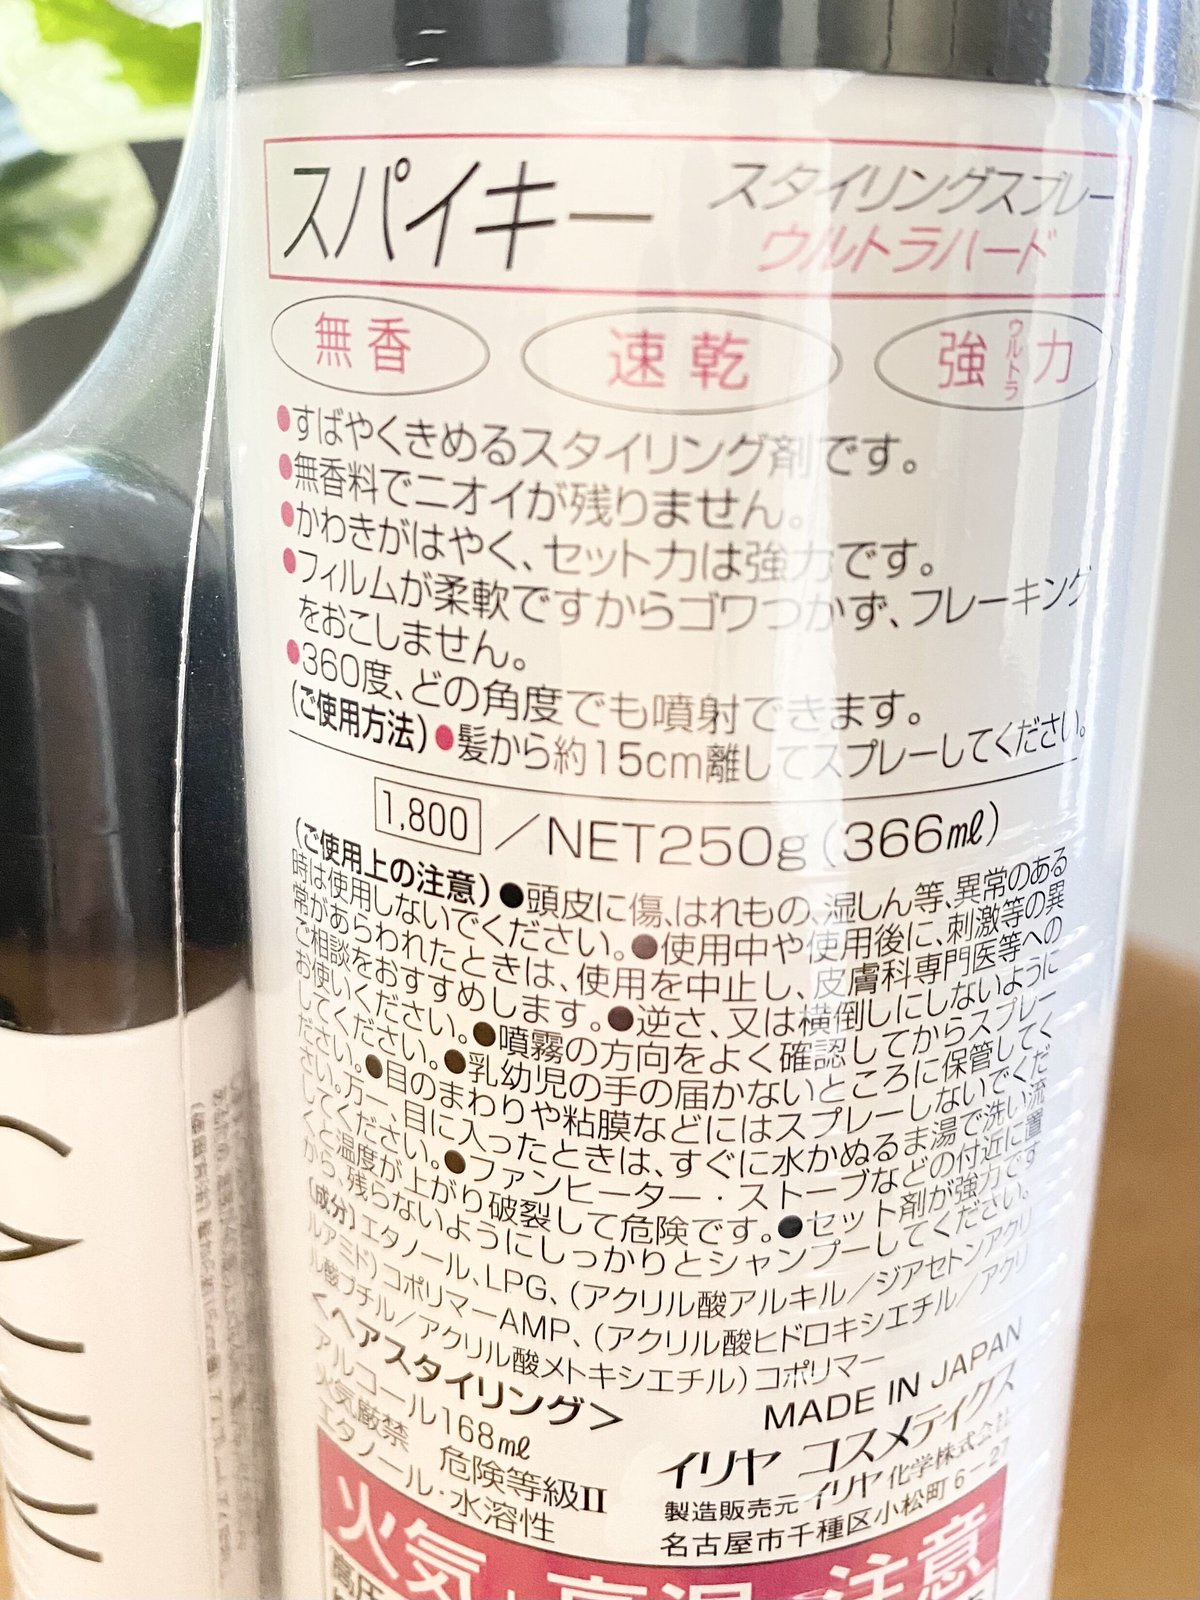 スパイキー スタイリングスプレー
ウルトラハード
無香 速乾 強力
ウルトラ
●すばやくきめるスタイリング剤です。
●無香料でニオイが残りません。
●かわきがはやく、セット力は強力です。
●フィルムが柔軟ですからゴワつかず、フレーキング
をおこしません。
●360度、どの角度でも噴射できます。
(ご使用方法)●髪から約15cm離してスプレーしてください。
1,800 ／NET250g(366㎖)
(ご使用上の注意)●頭皮に傷、はれもの、湿しん等、異常のある
時は使用しないでください。●使用中や使用後に、刺激等の異
常があらわれたときは、使用を中止し、皮膚科専門医等への
ご相談をおすすめします。●逆さ、又は横倒しにしないように
お使いください。●噴霧の方向をよく確認してからスプレー
してください。●乳幼児の手の届かないところに保管してく
ださい。●目のまわりや粘膜などにはスプレーしないでくだ
さい。万一、目に入ったときは、すぐに水かぬるま湯で洗い流
してください。●ファンヒーター・ストーブなどの付近に置
くと温度が上がり破裂して危険です。●セット剤が強力です
から、残らないようにしっかりとシャンプーしてください。
(成分)エタノール、LPG、(アクリル酸アルキル／ジアセトンアクリ
ルアミド)コポリマーAMP、(アクリル酸ヒドロキシエチル／アクリ
ル酸ブチル／アクリル酸メトキシエチル)コポリマー
<ヘアスタイリング>
アルコール168㎖
火気厳禁 危険等級II
エタノール・水溶性
MADE IN JAPAN
イリヤ コスメティクス
製造販売元 イリヤ化学株式会社
名古屋市千種区小松町6－27
火気 高温 注意
高圧